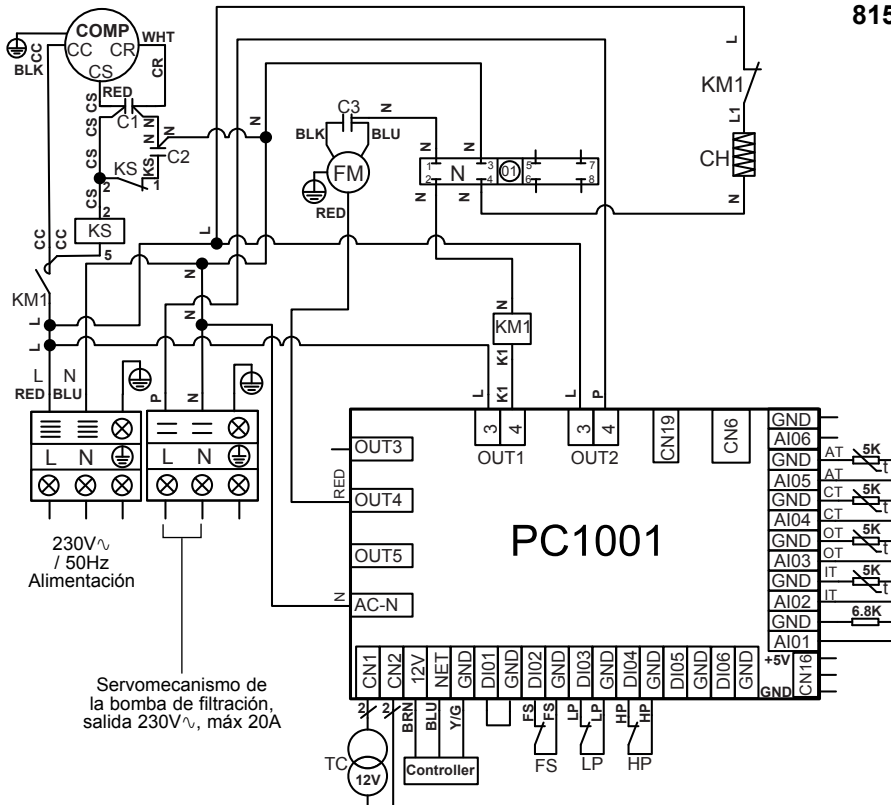 815
COMP
CC
CR
CS
WHT
CC
BLK
CR
RED
CS
CS
C1
N
N
N
C2
CS
KS
KS
2
1
CS
2
KS
5
CC
CC
KM1
L
L
L
N
RED
BLU
N
N
P
N
L
C3
N
BLK
BLU
FM
RED
N
N
1
2
N
3
4
01
5
6
7
8
N
N
L
KM1
L1
CH
N
N
KM1
K1
L
K1
L
P
L
N
L
N
230V∿
/ 50Hz
Alimentación
Servomecanismo de
la bomba de filtración,
salida 230V∿, máx 20A
3
4
OUT1
3
4
OUT2
CN19
CN6
OUT3
RED
OUT4
OUT5
N
AC-N
PC1001
GND
AI06
GND
AI05
GND
AI04
GND
AI03
GND
AI02
GND
AI01
+5V
CN16
GND
AT
5K
t
AT
CT
5K
t
CT
OT
5K
t
OT
IT
5K
t
IT
6.8K
CN1
CN2
12V
NET
GND
DI01
GND
DI02
GND
DI03
GND
DI04
GND
DI05
GND
DI06
GND
2
2
BRN
BLU
Y/G
FS
FS
LP
LP
HP
HP
TC
12V
Controller
FS
LP
HP